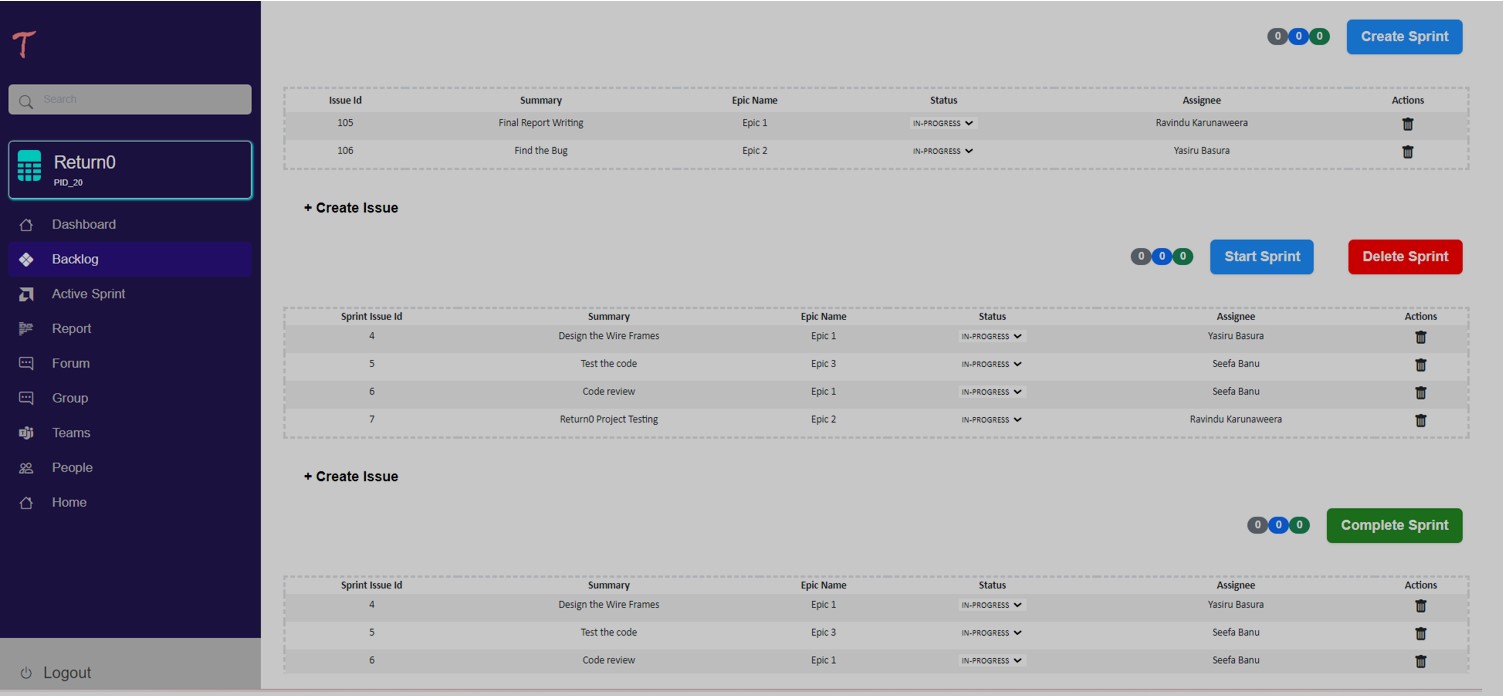 T
Search
Return0
PID_20
Dashboard
Backlog
Active Sprint
Report
Forum
Group
Teams
People
Home
Logout
0 0 0 Create Sprint
Issue Id Summary Epic Name Status Assignee Actions
105 Final Report Writing Epic 1 IN-PROGRESS Ravindu Karunaweera
106 Find the Bug Epic 2 IN-PROGRESS Yasiru Basura
+ Create Issue
0 0 0 Start Sprint Delete Sprint
Sprint Issue Id Summary Epic Name Status Assignee Actions
4 Design the Wire Frames Epic 1 IN-PROGRESS Yasiru Basura
5 Test the code Epic 3 IN-PROGRESS Seefa Banu
6 Code review Epic 1 IN-PROGRESS Seefa Banu
7 Return0 Project Testing Epic 2 IN-PROGRESS Ravindu Karunaweera
+ Create Issue
0 0 0 Complete Sprint
Sprint Issue Id Summary Epic Name Status Assignee Actions
4 Design the Wire Frames Epic 1 IN-PROGRESS Yasiru Basura
5 Test the code Epic 3 IN-PROGRESS Seefa Banu
6 Code review Epic 1 IN-PROGRESS Seefa Banu